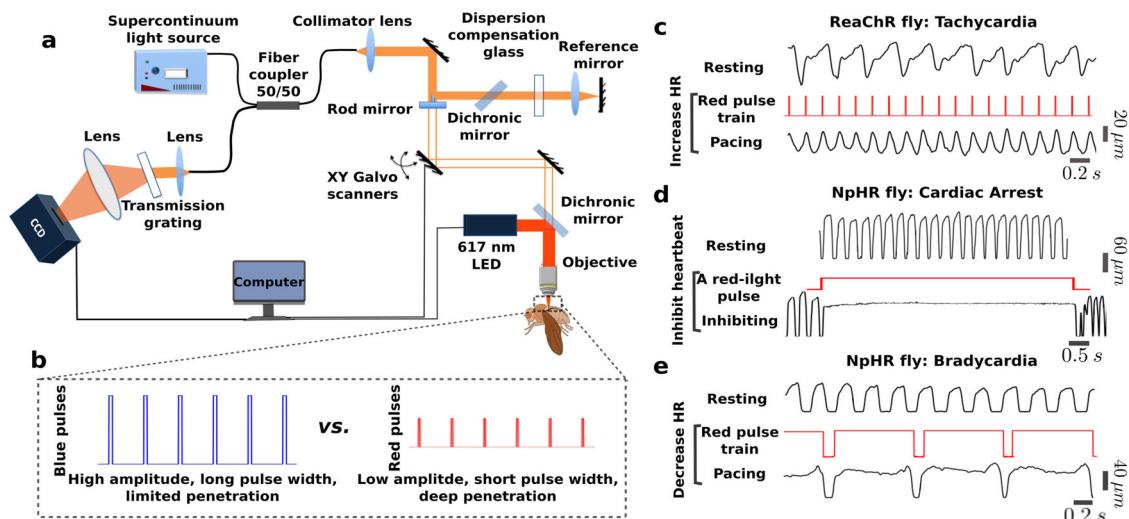 a
Supercontinuum
light source
Collimator lens
Dispersion
compensation
glass
Reference
mirror
Fiber
coupler
50/50
Rod mirror
Dichronic
mirror
Lens
Lens
Transmission
grating
XY Galvo
scanners
CCD
Dichronic
mirror
617 nm
LED
Objective
Computer
b
Blue pulses
High amplitude, long pulse width,
limited penetration
vs.
Red pulses
Low amplitde, short pulse width,
deep penetration
c
ReaChR fly: Tachycardia
Increase HR
Resting
Red pulse
train
Pacing
20 μm
0.2 s
d
NpHR fly: Cardiac Arrest
Inhibit heartbeat
Resting
A red-ilght
pulse
Inhibiting
60 μm
0.5 s
e
NpHR fly: Bradycardia
Decrease HR
Resting
Red pulse
train
Pacing
40 μm
0.2 s